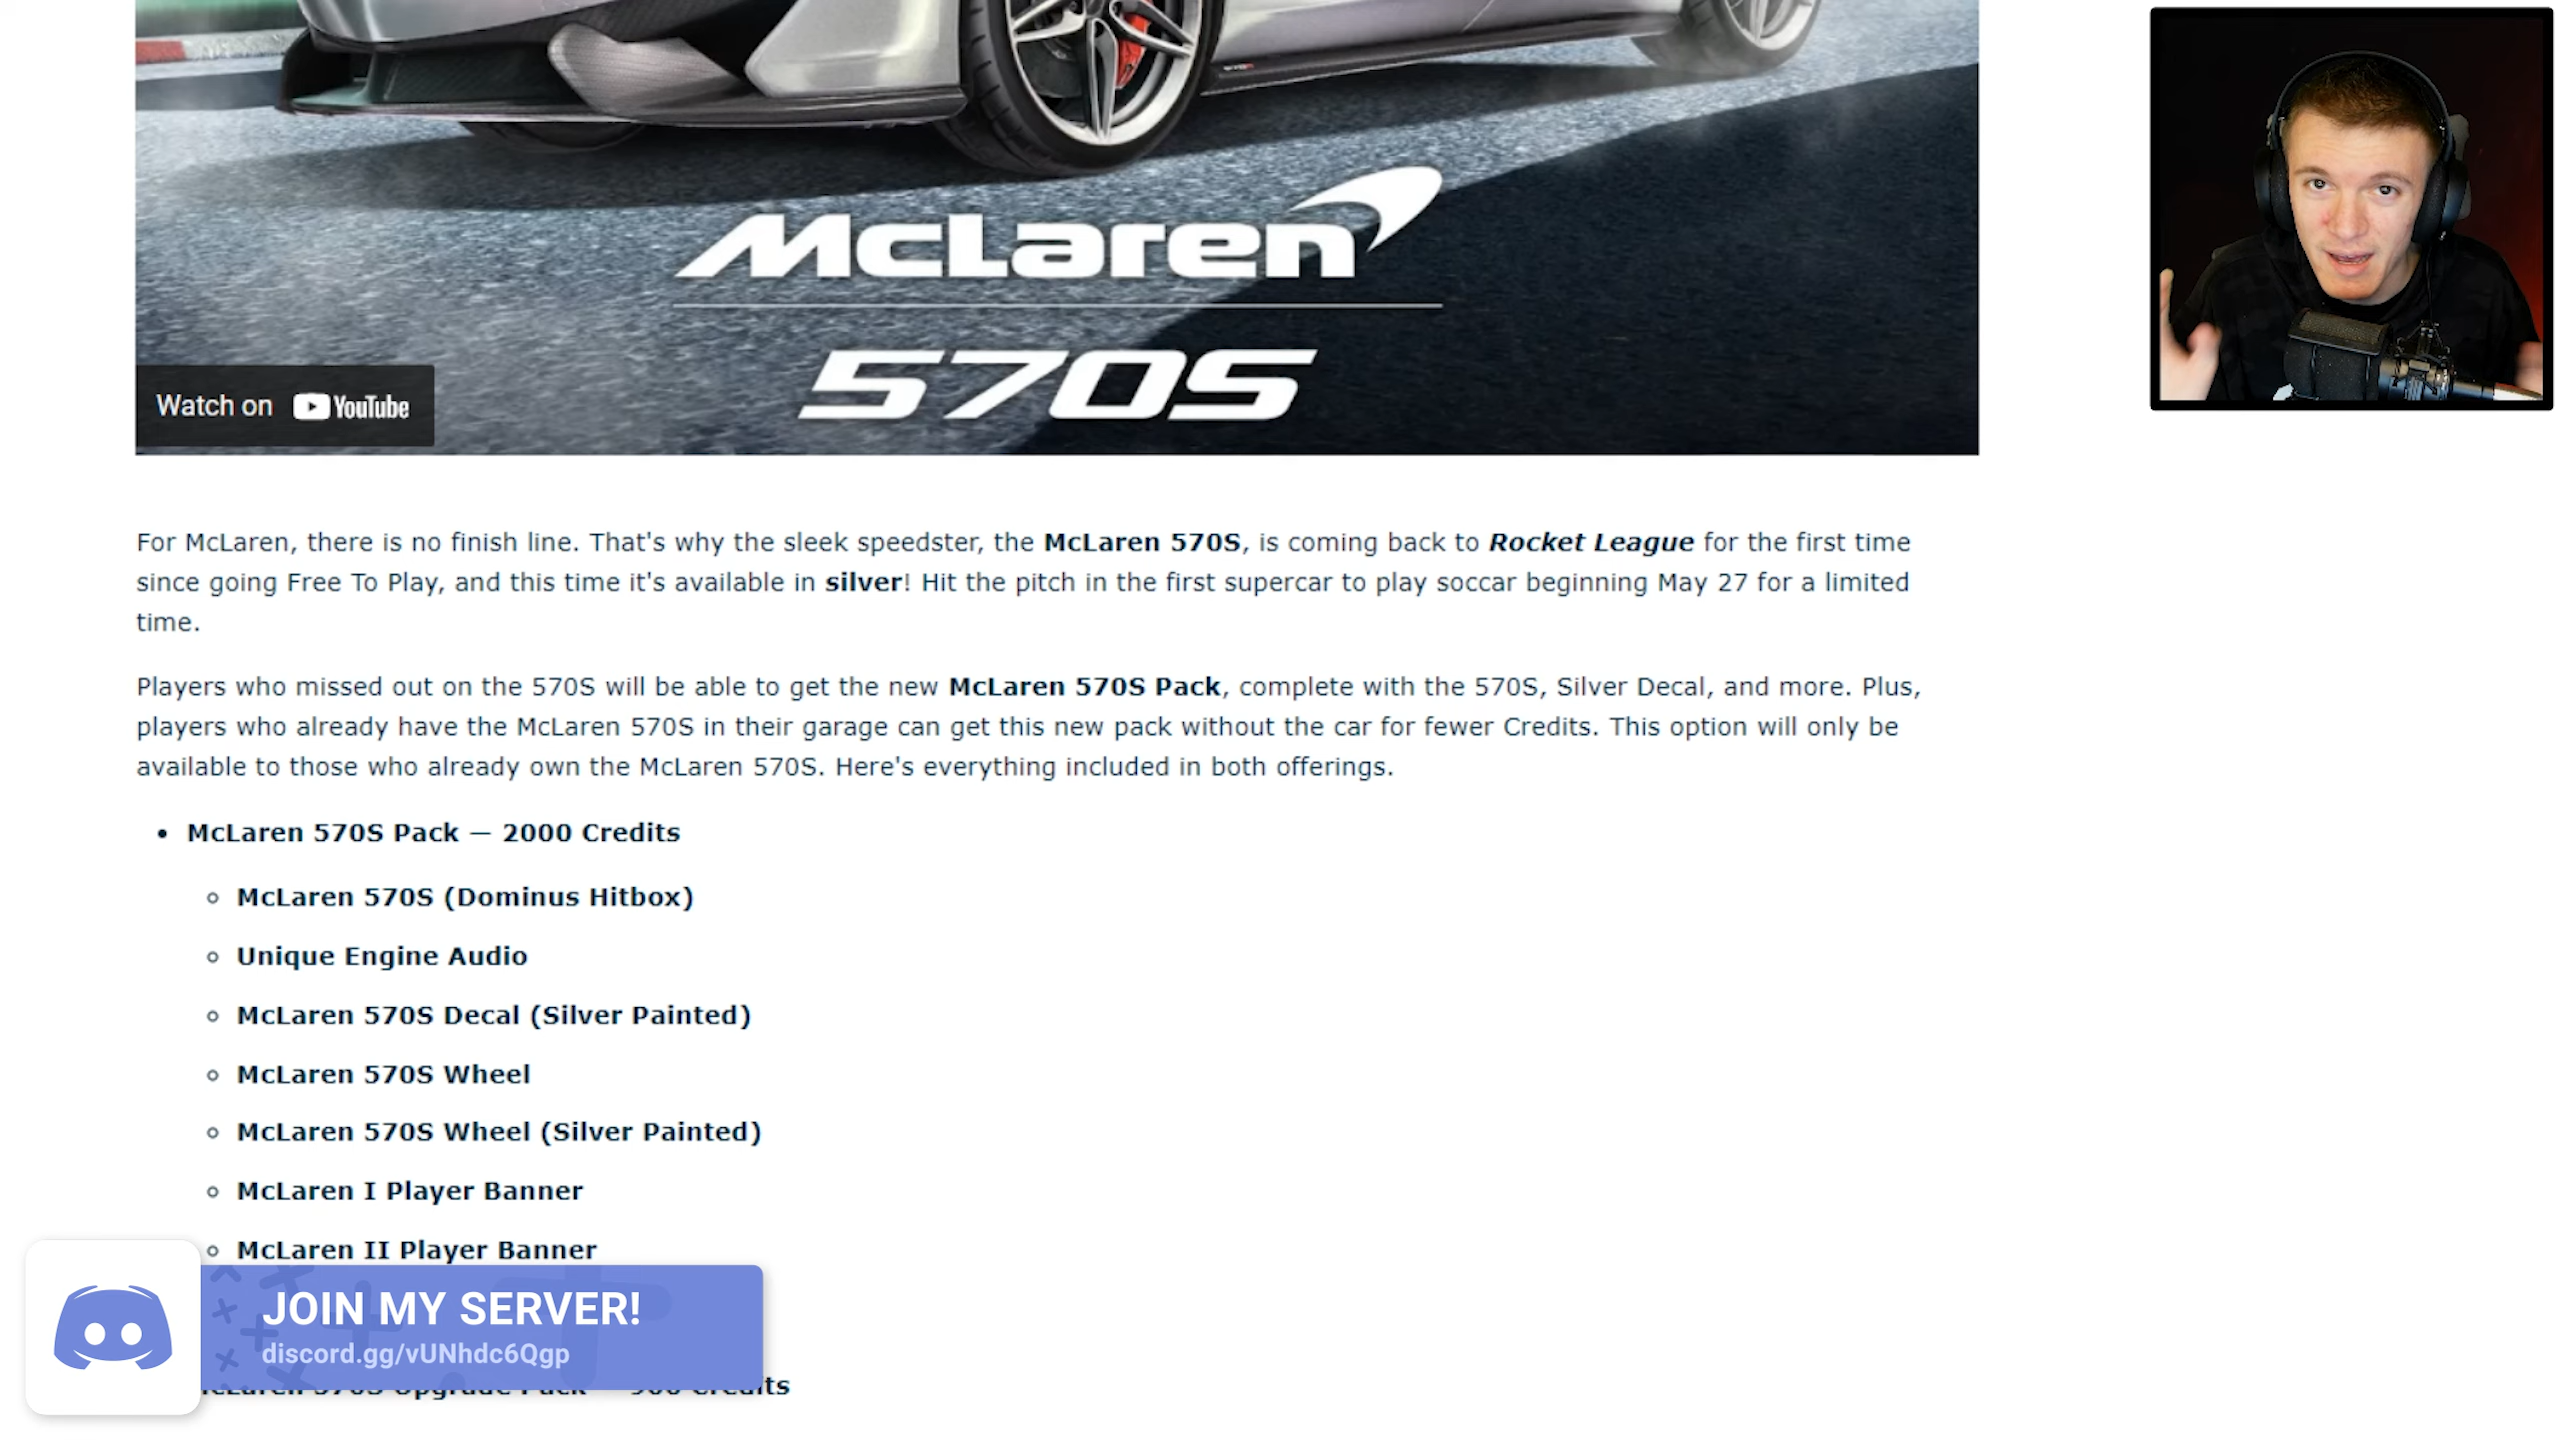 McLaren
570S
Watch on YouTube
For McLaren, there is no finish line. That's why the sleek speedster, the McLaren 570S, is coming back to Rocket League for the first time
since going Free To Play, and this time it's available in silver! Hit the pitch in the first supercar to play soccar beginning May 27 for a limited
time.
Players who missed out on the 570S will be able to get the new McLaren 570S Pack, complete with the 570S, Silver Decal, and more. Plus,
players who already have the McLaren 570S in their garage can get this new pack without the car for fewer Credits. This option will only be
available to those who already own the McLaren 570S. Here's everything included in both offerings.
• McLaren 570S Pack — 2000 Credits
McLaren 570S (Dominus Hitbox)
Unique Engine Audio
McLaren 570S Decal (Silver Painted)
McLaren 570S Wheel
McLaren 570S Wheel (Silver Painted)
McLaren I Player Banner
McLaren II Player Banner
JOIN MY SERVER!
discord.gg/vUNhdc6Qgp